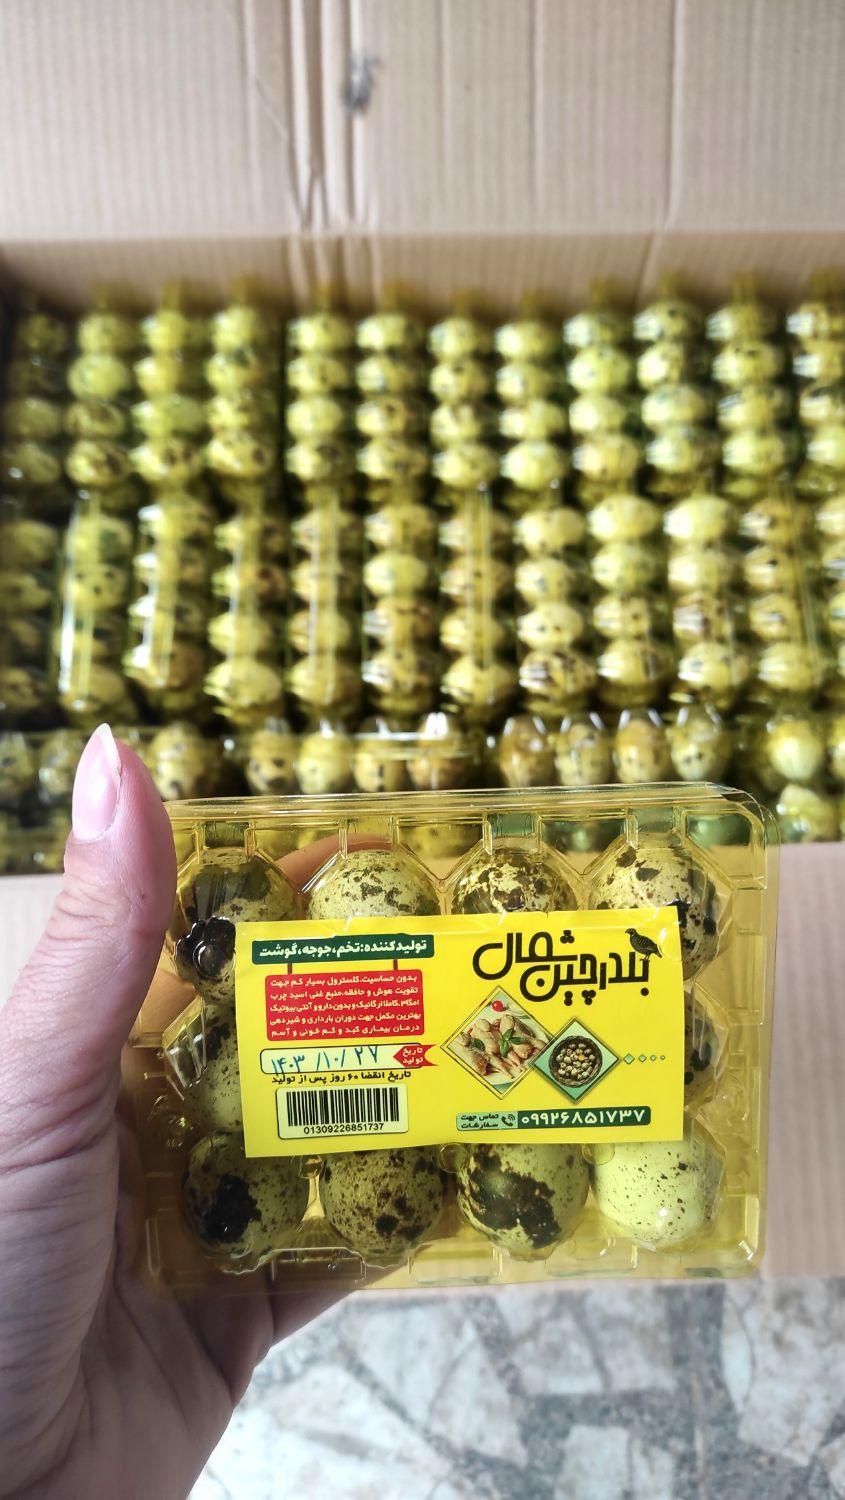 بلدرچین شمال
تولیدکننده:تخم،جوجه،گوشت
بدون حساسیت.کلسترول بسیار کم جهت
تقویت هوش و حافظه.منبع غنی اسید چرب
امگا۳.کاملا ارگانیک و بدون دارو و آنتی بیوتیک
بهترین مکمل جهت دوران بارداری و شیزدهی
درمان بیماری کبد و کم خونی و آسم
تاریخ تولید
۱۴۰۳/۱۰/۲۷
تاریخ انقضا ۶۰ روز پس از تولید
01309226851737
تماس جهت
سفارشات
۰۹۹۲۶۸۵۱۷۳۷